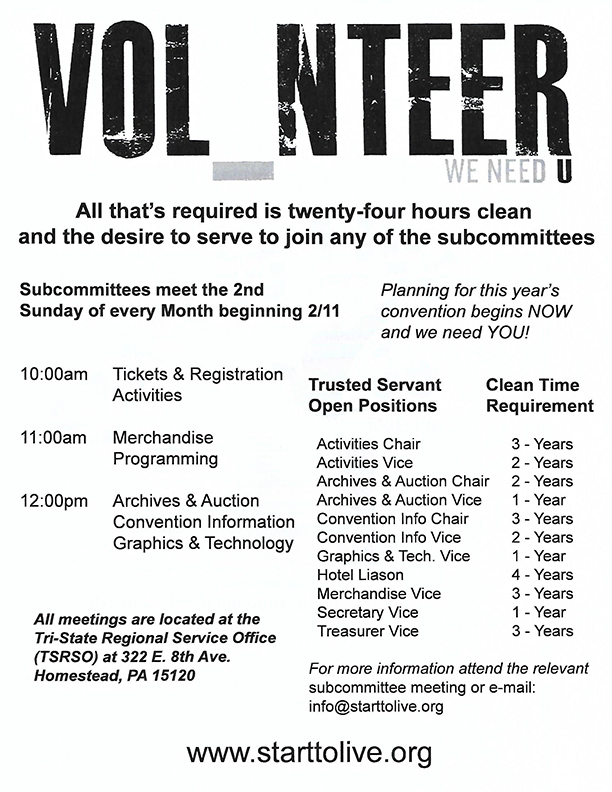 VOL_NTEER
WE NEED U
All that's required is twenty-four hours clean
and the desire to serve to join any of the subcommittees
Subcommittees meet the 2nd
Sunday of every Month beginning 2/11
Planning for this year's
convention begins NOW
and we need YOU!
10:00am Tickets & Registration
Activities
11:00am Merchandise
Programming
12:00pm Archives & Auction
Convention Information
Graphics & Technology
All meetings are located at the
Tri-State Regional Service Office
(TSRSO) at 322 E. 8th Ave.
Homestead, PA 15120
Trusted Servant Clean Time
Open Positions Requirement
Activities Chair 3 - Years
Activities Vice 2 - Years
Archives & Auction Chair 2 - Years
Archives & Auction Vice 1 - Year
Convention Info Chair 3 - Years
Convention Info Vice 2 - Years
Graphics & Tech. Vice 1 - Year
Hotel Liason 4 - Years
Merchandise Vice 3 - Years
Secretary Vice 1 - Year
Treasurer Vice 3 - Years
For more information attend the relevant
subcommittee meeting or e-mail:
info@starttolive.org
www.starttolive.org